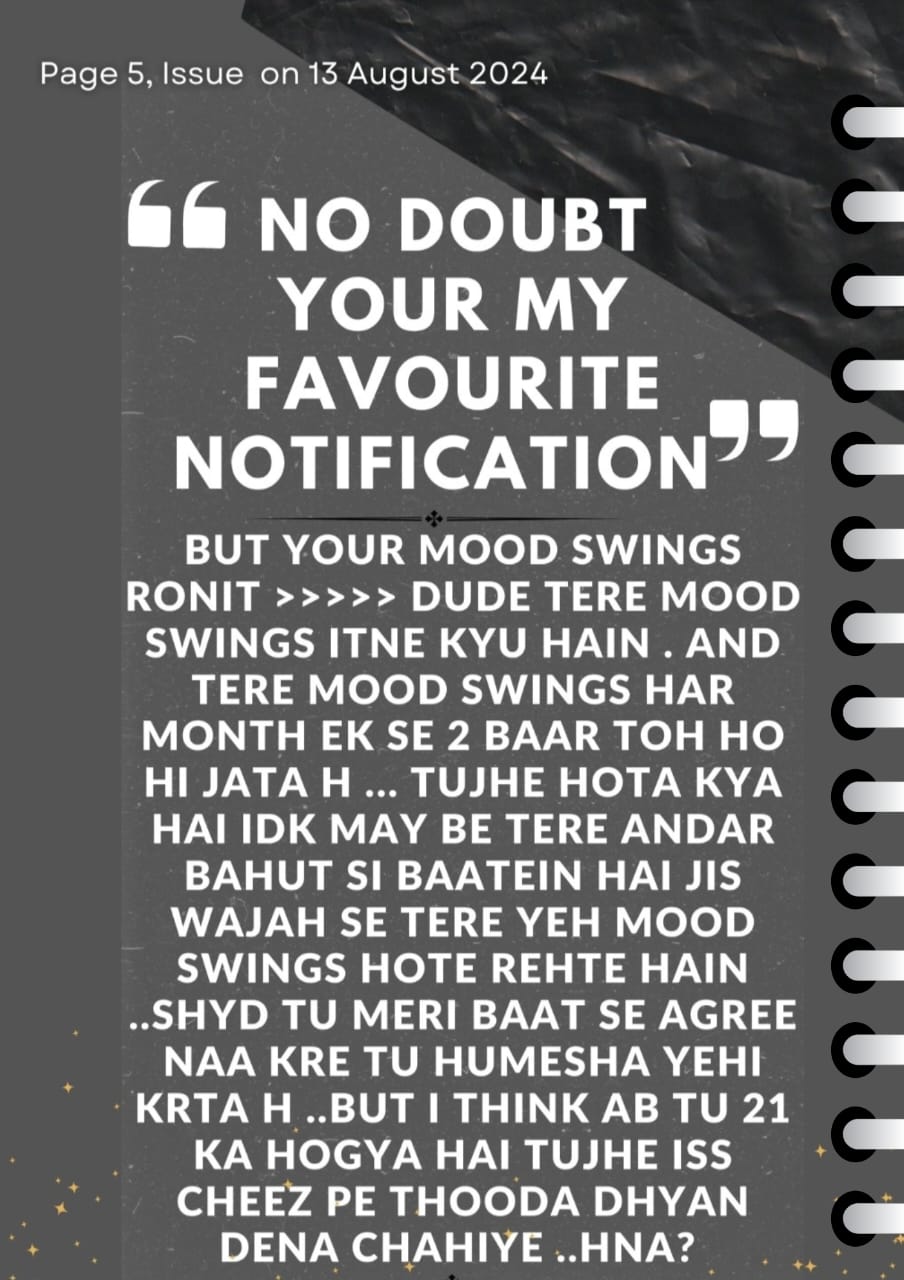 Page 5, Issue on 13 August 2024
“ NO DOUBT
YOUR MY
FAVOURITE
NOTIFICATION ”
BUT YOUR MOOD SWINGS
RONIT >>>>> DUDE TERE MOOD
SWINGS ITNE KYU HAIN . AND
TERE MOOD SWINGS HAR
MONTH EK SE 2 BAAR TOH HO
HI JATA H ... TUJHE HOTA KYA
HAI IDK MAY BE TERE ANDAR
BAHUT SI BAATEIN HAI JIS
WAJAH SE TERE YEH MOOD
SWINGS HOTE REHTE HAIN
..SHYD TU MERI BAAT SE AGREE
NAA KRE TU HUMESHA YEHI
KRTA H ..BUT I THINK AB TU 21
KA HOGYA HAI TUJHE ISS
CHEEZ PE THOODA DHYAN
DENA CHAHIYE ..HNA?